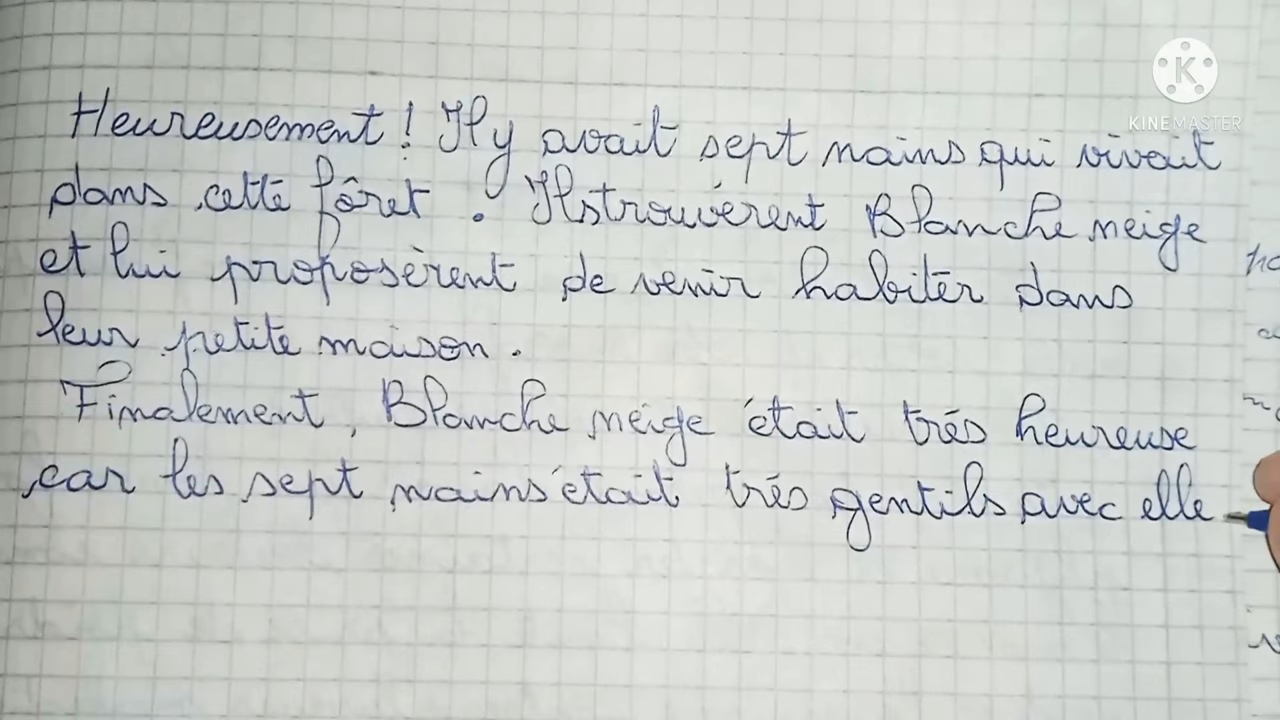 Heureusement ! Il y avait sept nains qui vivait
dans cette fôret . Ils trouvèrent Blanche neige
et lui proposèrent de venir habiter dans
leur petite maison .
Finalement , Blanche neige était très heureuse
car les sept nains était très gentils avec elle .
KINEMASTER